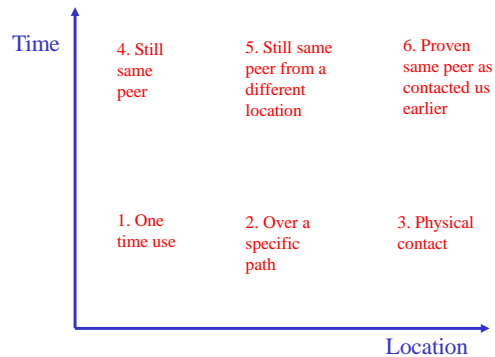 Time
4. Still
same
peer
5. Still same
peer from a
different
location
6. Proven
same peer as
contacted us
earlier
1. One
time use
2. Over a
specific
path
3. Physical
contact
Location